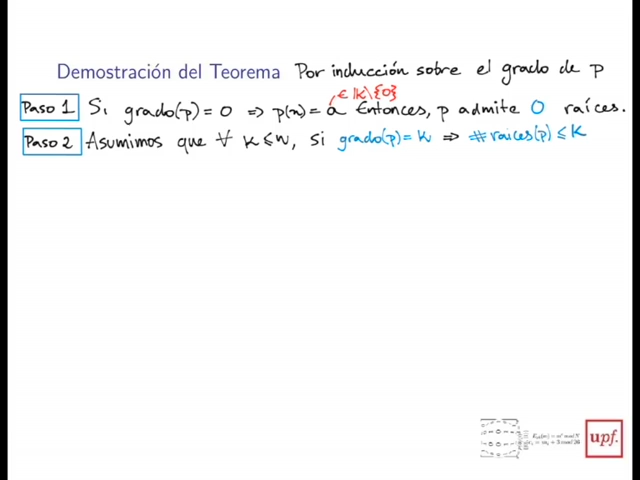 Demostración del Teorema Por inducción sobre el grado de p
∈ 𝕂\{0}
Paso 1 Si grado(p) = 0 ⇒ p(x) = a Entonces, p admite 0 raíces.
Paso 2 Asumimos que ∀ K ≤ n, si grado(p) = K ⇒ #raíces(p) ≤ K
upf.